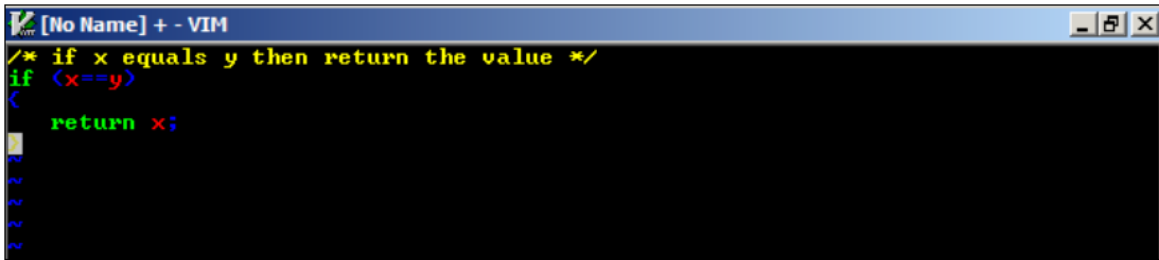 [No Name] + - VIM
/* if x equals y then return the value */
if (x==y)
{
return x;
}
~
~
~
~
~